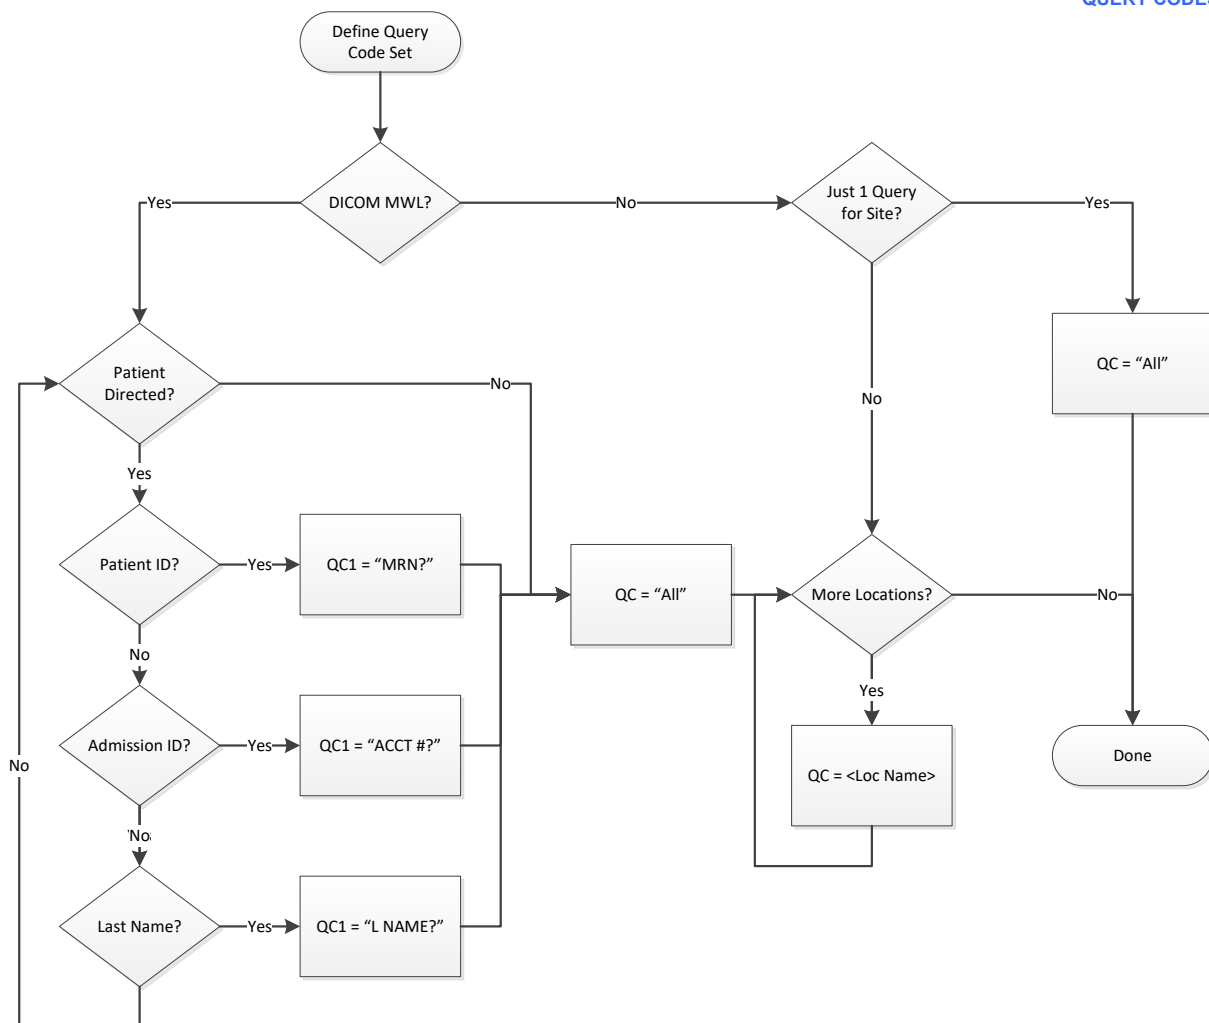 QUERY CODES
Define Query
Code Set
DICOM MWL?
Yes
No
Just 1 Query
for Site?
Yes
Patient
Directed?
No
QC = “All”
No
Yes
Patient ID?
Yes
QC1 = “MRN?”
QC = “All”
More Locations?
No
No
Yes
Admission ID?
Yes
QC1 = “ACCT #?”
QC = <Loc Name>
Done
No
No
Last Name?
Yes
QC1 = “L NAME?”